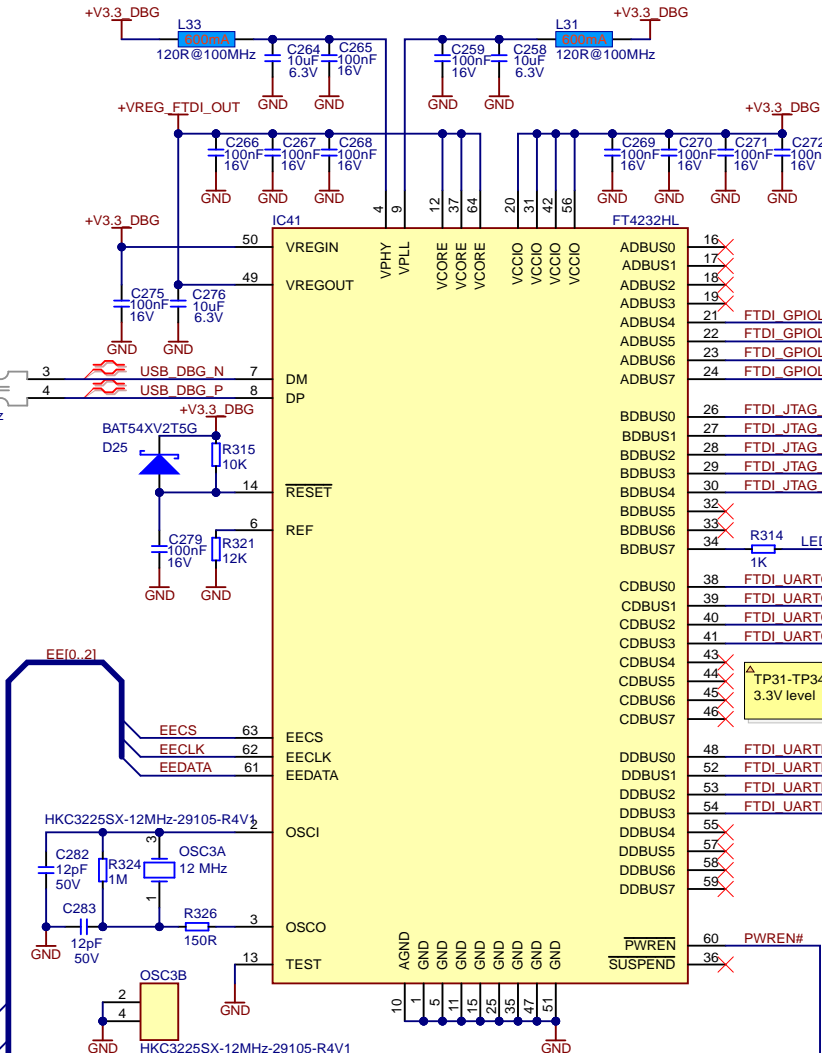 +V3.3_DBG
L33
600mA
120R@100MHz
C264
10uF
6.3V
C265
100nF
16V
GND
GND
C259
100nF
16V
C258
10uF
6.3V
GND
GND
L31
600mA
120R@100MHz
+V3.3_DBG
+VREG_FTDI_OUT
C266
100nF
16V
C267
100nF
16V
C268
100nF
16V
GND
GND
GND
+V3.3_DBG
C269
100nF
16V
C270
100nF
16V
C271
100nF
16V
C272
100n
16V
GND
GND
GND
GND
IC41
FT4232HL
4
VPHY
9
VPLL
12
VCORE
37
VCORE
64
VCORE
20
VCCIO
31
VCCIO
42
VCCIO
56
VCCIO
+V3.3_DBG
50
VREGIN
49
VREGOUT
C275
100nF
16V
C276
10uF
6.3V
GND
GND
3
USB_DBG_N
7
DM
4
USB_DBG_P
8
DP
+V3.3_DBG
BAT54XV2T5G
D25
R315
10K
14
RESET
6
REF
C279
100nF
16V
R321
12K
GND
GND
EE[0..2]
EECS
63
EECS
EECLK
62
EECLK
EEDATA
61
EEDATA
HKC3225SX-12MHz-29105-R4V1
2
OSCI
C282
12pF
50V
R324
1M
3
1
OSC3A
12 MHz
C283
12pF
50V
GND
R326
150R
3
OSCO
13
TEST
GND
OSC3B
2
4
GND
HKC3225SX-12MHz-29105-R4V1
ADBUS0
16
ADBUS1
17
ADBUS2
18
ADBUS3
19
ADBUS4
21
FTDI_GPIOL
ADBUS5
22
FTDI_GPIOL
ADBUS6
23
FTDI_GPIOL
ADBUS7
24
FTDI_GPIOL
BDBUS0
26
FTDI_JTAG_
BDBUS1
27
FTDI_JTAG_
BDBUS2
28
FTDI_JTAG_
BDBUS3
29
FTDI_JTAG_
BDBUS4
30
FTDI_JTAG_
BDBUS5
32
BDBUS6
33
BDBUS7
34
R314
1K
LED
CDBUS0
38
FTDI_UART
CDBUS1
39
FTDI_UART
CDBUS2
40
FTDI_UART
CDBUS3
41
FTDI_UART
CDBUS4
43
CDBUS5
44
CDBUS6
45
CDBUS7
46
TP31-TP34
3.3V level
DDBUS0
48
FTDI_UART
DDBUS1
52
FTDI_UART
DDBUS2
53
FTDI_UART
DDBUS3
54
FTDI_UART
DDBUS4
55
DDBUS5
57
DDBUS6
58
DDBUS7
59
PWREN
60
PWREN#
SUSPEND
36
AGND
10
GND
1
GND
5
GND
11
GND
15
GND
25
GND
35
GND
47
GND
51
GND